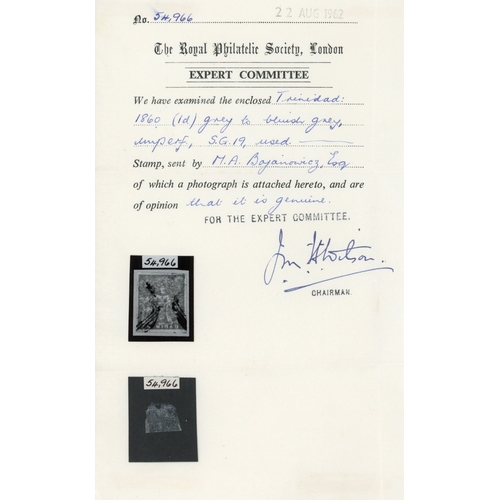 No. 54,966
22 AUG 1962
The Royal Philatelic Society, London
EXPERT COMMITTEE
We have examined the enclosed Trinidad:
1860 (1d) grey to bluish grey,
imperf, S.G. 19, used
Stamp, sent by M.A. Bojanowicz, Esq
of which a photograph is attached hereto, and are
of opinion that it is genuine.
FOR THE EXPERT COMMITTEE.
CHAIRMAN.
54,966
54,966